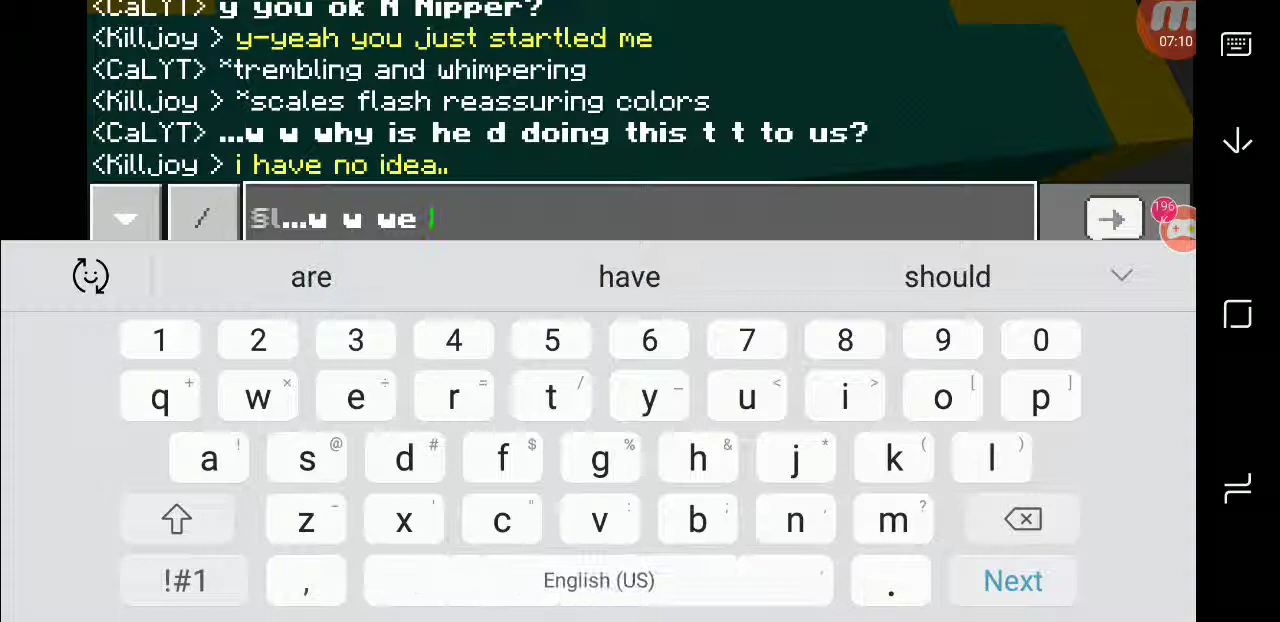 <CaLYT> y you ok N Nipper?
<Killjoy > y-yeah you just startled me
07:10
<CaLYT> *trembling and whimpering
<Killjoy > *scales flash reassuring colors
<CaLYT> ...w w why is he d doing this t t to us?
<Killjoy > i have no idea..
/
§l...w w we
196
K
are have should
1 2 3 4 5 6 7 8 9 0
q + w × e ÷ r = t / y _ u < i > o [ p ]
a ! s @ d # f $ g % h & j * k ( l )
z - x ' c " v : b ; n , m ?
!#1 , English (US) . Next